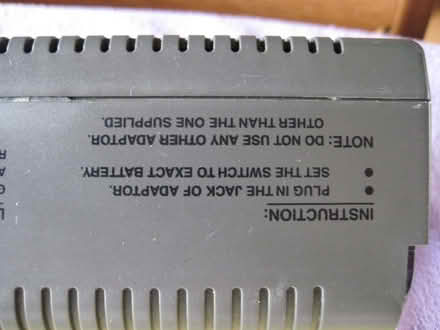 INSTRUCTION:
● PLUG IN THE JACK OF ADAPTOR.
● SET THE SWITCH TO EXACT BATTERY.
NOTE: DO NOT USE ANY OTHER ADAPTOR.
OTHER THAN THE ONE SUPPLIED.